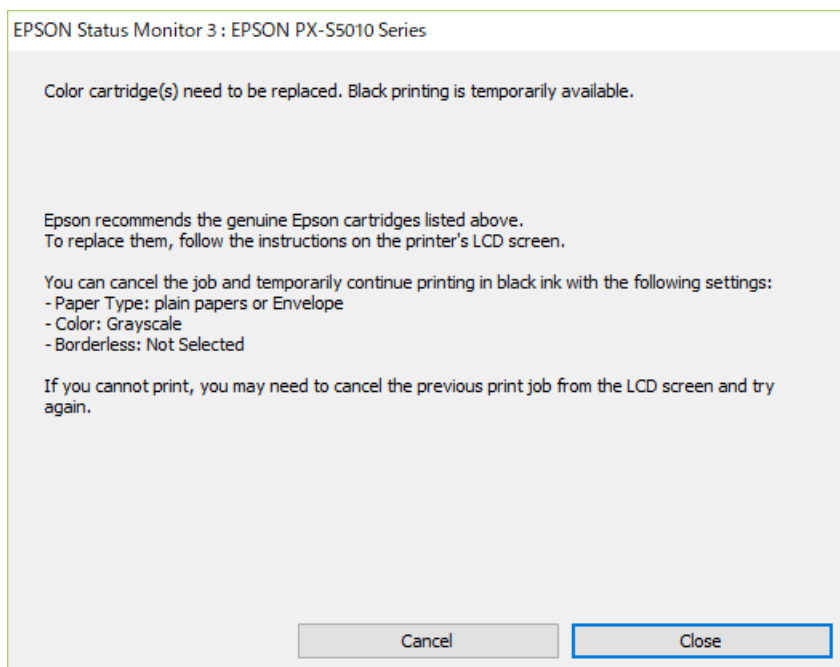 EPSON Status Monitor 3 : EPSON PX-S5010 Series
Color cartridge(s) need to be replaced. Black printing is temporarily available.
Epson recommends the genuine Epson cartridges listed above.
To replace them, follow the instructions on the printer's LCD screen.
You can cancel the job and temporarily continue printing in black ink with the following settings:
- Paper Type: plain papers or Envelope
- Color: Grayscale
- Borderless: Not Selected
If you cannot print, you may need to cancel the previous print job from the LCD screen and try
again.
Cancel
Close